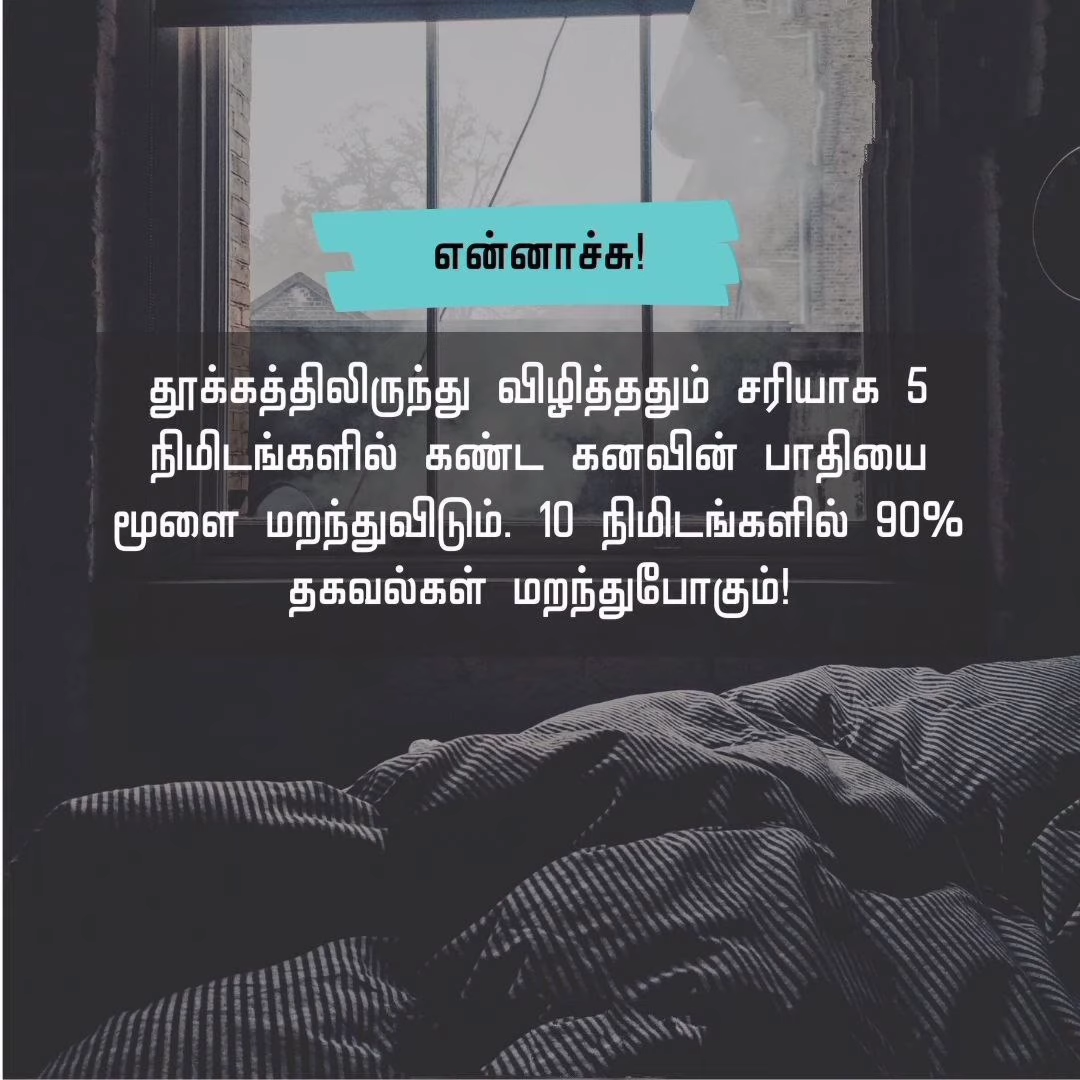 என்னாச்சு!
தூக்கத்திலிருந்து விழித்ததும் சரியாக 5
நிமிடங்களில் கண்ட கனவின் பாதியை
மூளை மறந்துவிடும். 10 நிமிடங்களில் 90%
தகவல்கள் மறந்துபோகும்!